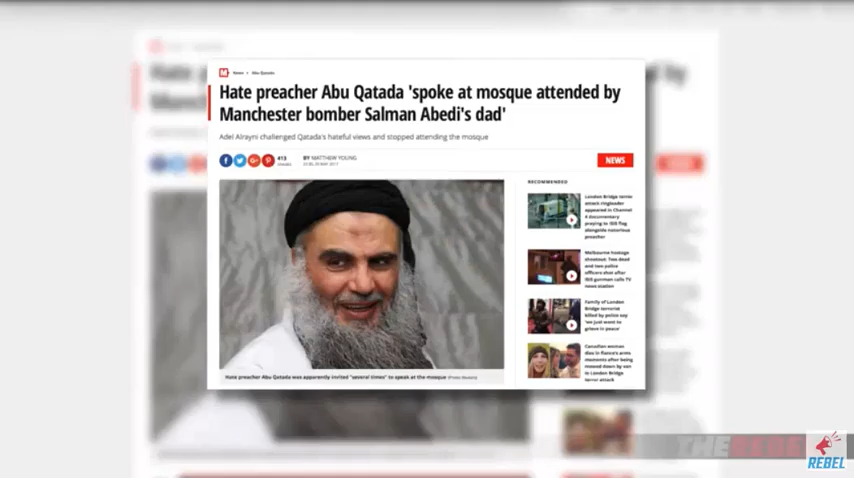 News > Abu Qatada
Hate preacher Abu Qatada 'spoke at mosque attended by
Manchester bomber Salman Abedi's dad'
Adel Alrayni challenged Qatada's hateful views and stopped attending the mosque
413
BY MATTHEW YOUNG
NEWS
RECOMMENDED
London Bridge terror
attack ringleader
appeared in Channel
4 documentary
praying to ISIS flag
alongside notorious
preacher
Melbourne hostage
shootout: Two dead
and two police
officers shot after
ISIS gunman calls TV
news station
Family of London
Bridge terrorist
killed by police say
'we just want to
grieve in peace'
Canadian woman
dies in fiance's arms
moments after being
mowed down by van
in London Bridge
terror attack
Hate preacher Abu Qatada was apparently invited "several times" to speak at the mosque (Photo: Reuters)
THE REBE
REBEL